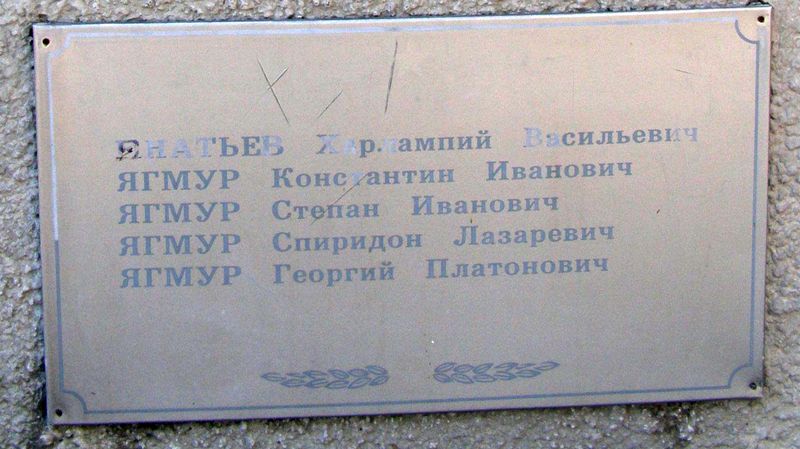 ЯНАТЬЕВ Харлампий Васильевич
ЯГМУР Константин Иванович
ЯГМУР Степан Иванович
ЯГМУР Спиридон Лазаревич
ЯГМУР Георгий Платонович